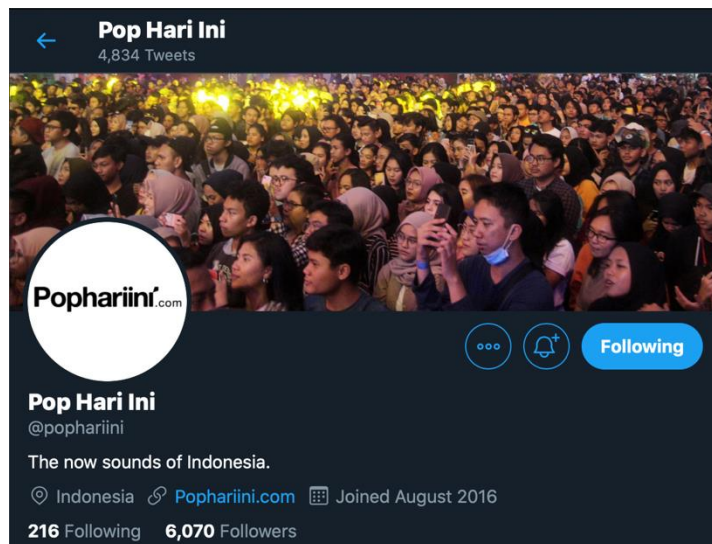 Pop Hari Ini
4,834 Tweets
Pophariini.com
Following
Pop Hari Ini
@pophariini
The now sounds of Indonesia.
Indonesia Pophariini.com Joined August 2016
216 Following 6,070 Followers